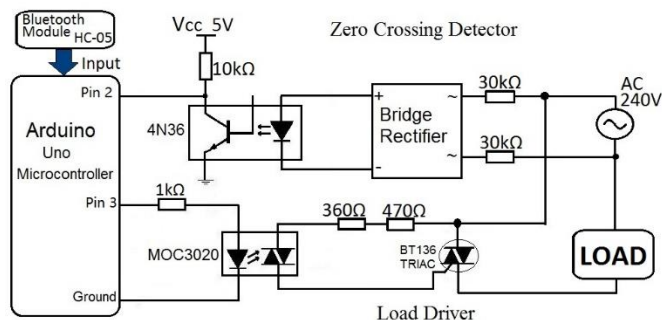 Bluetooth
Module HC-05
Input
Vcc 5V
Zero Crossing Detector
10kΩ
Pin 2
4N36
+
-
Bridge
Rectifier
~
~
30kΩ
30kΩ
AC
240V
Arduino
Uno
Microcontroller
Pin 3
1kΩ
MOC3020
360Ω
470Ω
BT136
TRIAC
LOAD
Ground
Load Driver